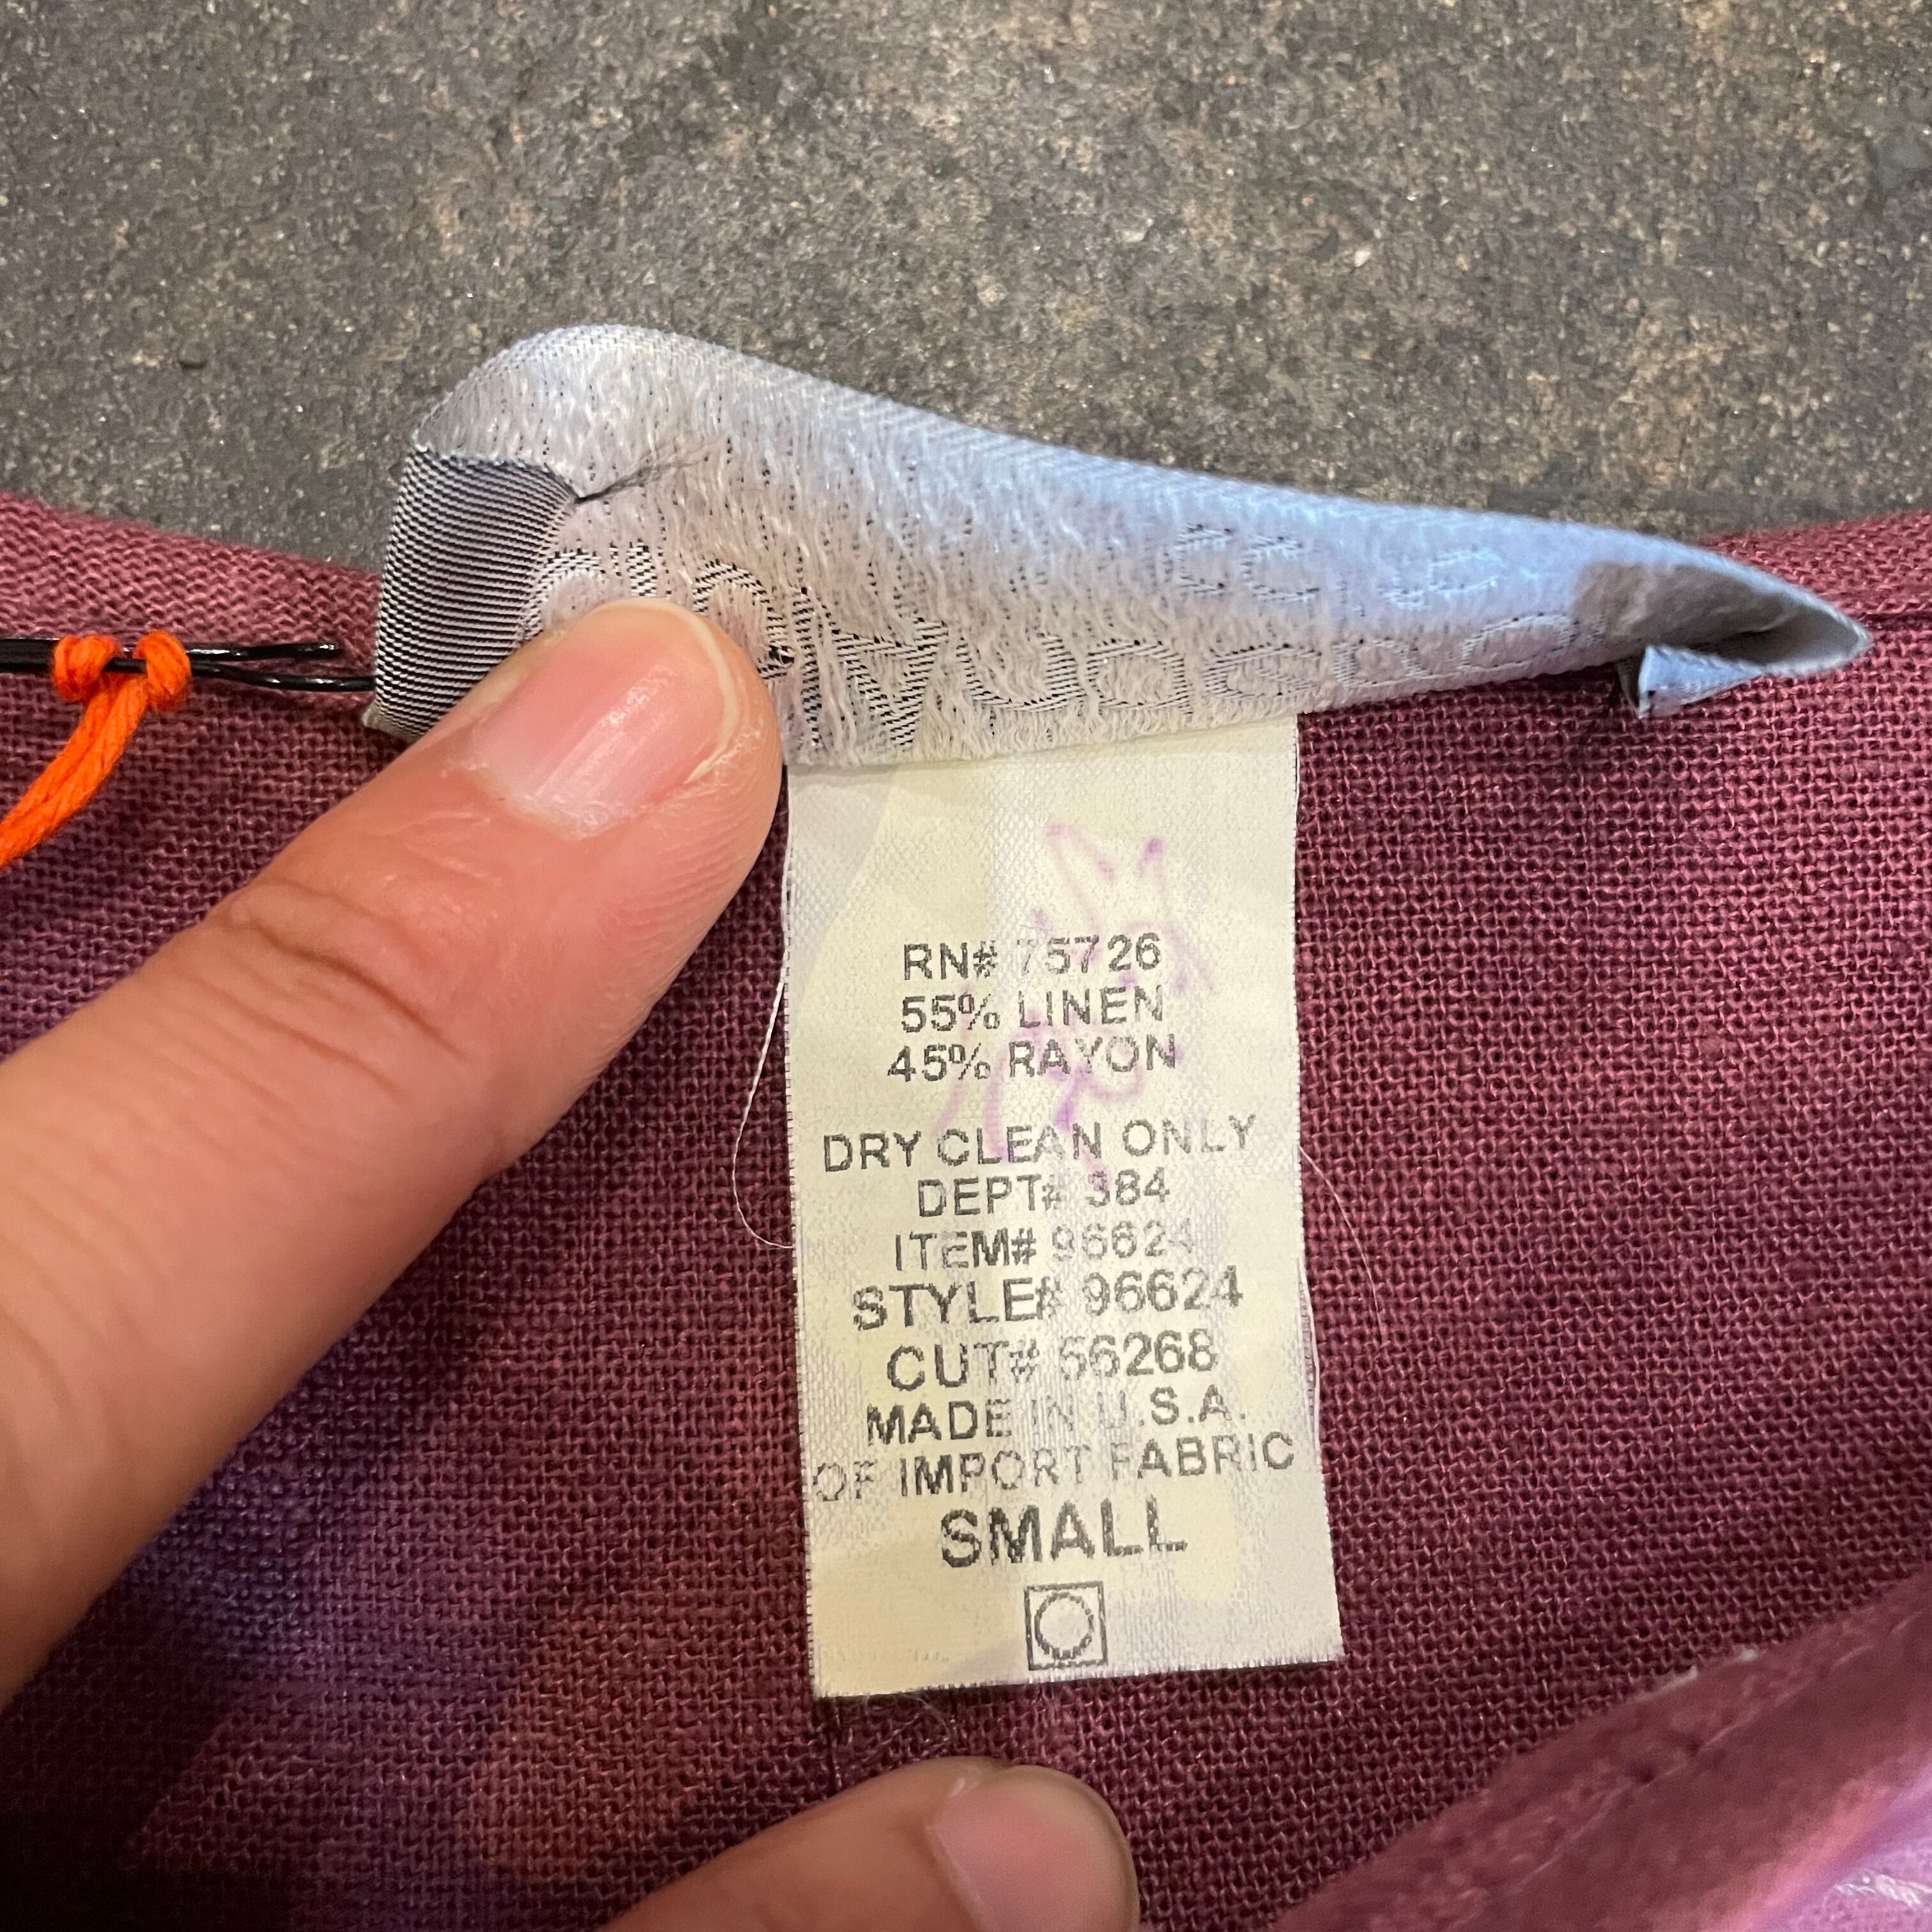 RN# 75726
55% LINEN
45% RAYON
DRY CLEAN ONLY
DEPT# 384
ITEM# 96624
STYLE# 96624
CUT# 56268
MADE IN U.S.A.
OF IMPORT FABRIC
SMALL